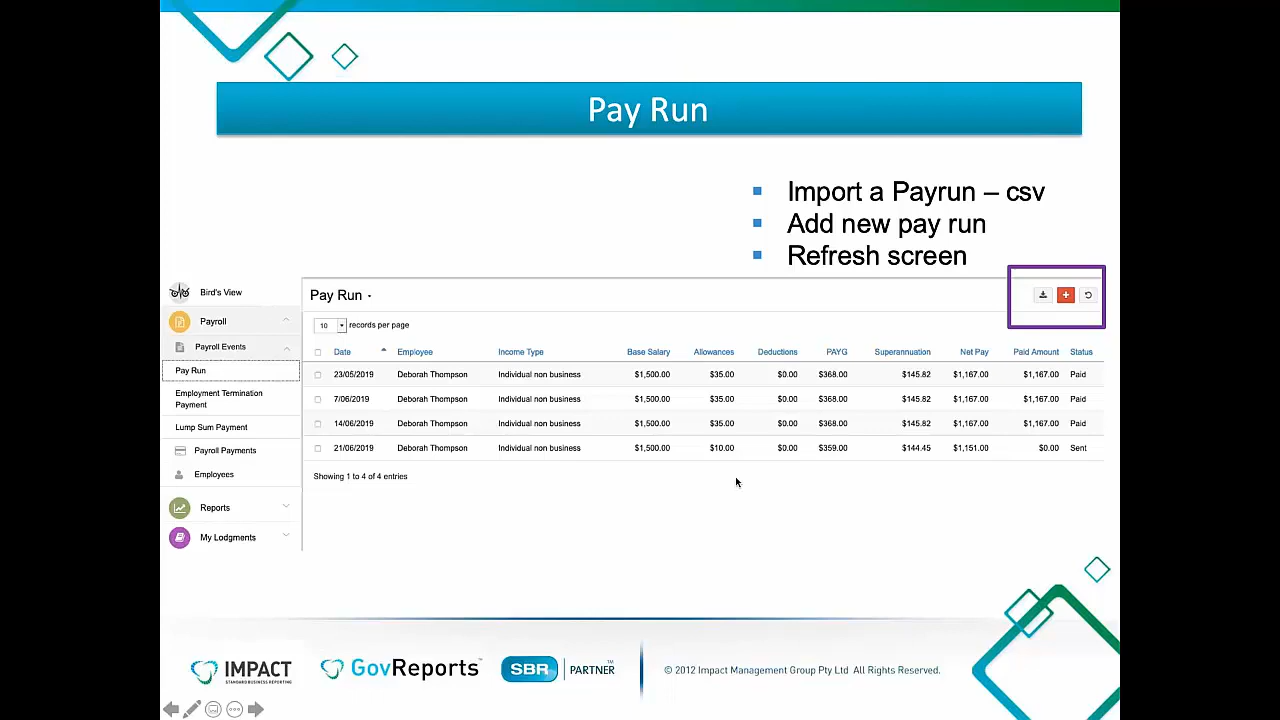 Pay Run
Import a Payrun – csv
Add new pay run
Refresh screen
Bird's View
Payroll
Payroll Events
Pay Run
Employment Termination
Payment
Lump Sum Payment
Payroll Payments
Employees
Reports
My Lodgments
Pay Run
10 records per page
Date Employee Income Type Base Salary Allowances Deductions PAYG Superannuation Net Pay Paid Amount Status
23/05/2019 Deborah Thompson Individual non business $1,500.00 $35.00 $0.00 $368.00 $145.82 $1,167.00 $1,167.00 Paid
7/06/2019 Deborah Thompson Individual non business $1,500.00 $35.00 $0.00 $368.00 $145.82 $1,167.00 $1,167.00 Paid
14/06/2019 Deborah Thompson Individual non business $1,500.00 $35.00 $0.00 $368.00 $145.82 $1,167.00 $1,167.00 Paid
21/06/2019 Deborah Thompson Individual non business $1,500.00 $10.00 $0.00 $359.00 $144.45 $1,151.00 $0.00 Sent
Showing 1 to 4 of 4 entries
IMPACT
STANDARD BUSINESS REPORTING
GovReports™
SBR™ PARTNER
© 2012 Impact Management Group Pty Ltd All Rights Reserved.